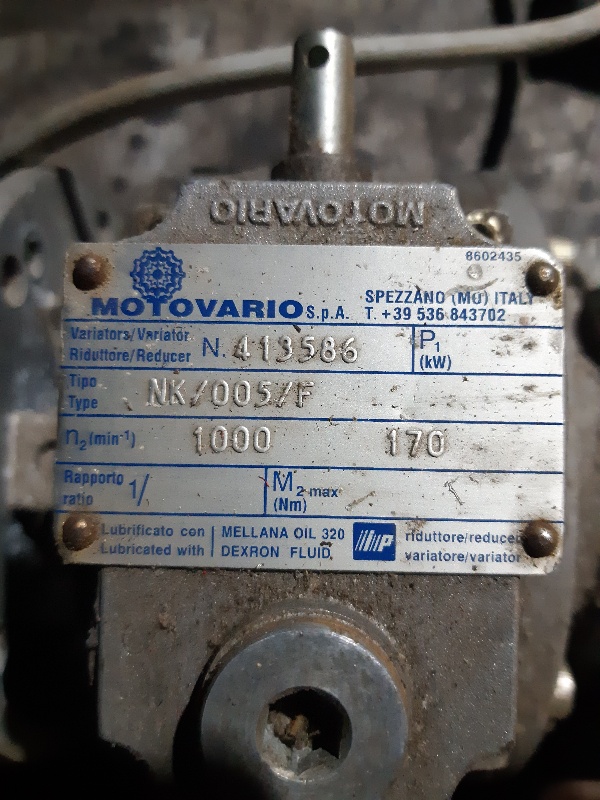 MOTOVARIO
8602435
MOTOVARIO S.p.A. SPEZZANO (MO) ITALY
T. +39 536 843702
Variators/Variator
Riduttore/Reducer N. 413586 P1 (kW)
Tipo
Type NK/005/F
n2 (min-1) 1000 170
Rapporto
ratio 1/ M2 max (Nm)
Lubrificato con MELLANA OIL 320 riduttore/reducer
Lubricated with DEXRON FLUID variatore/variator